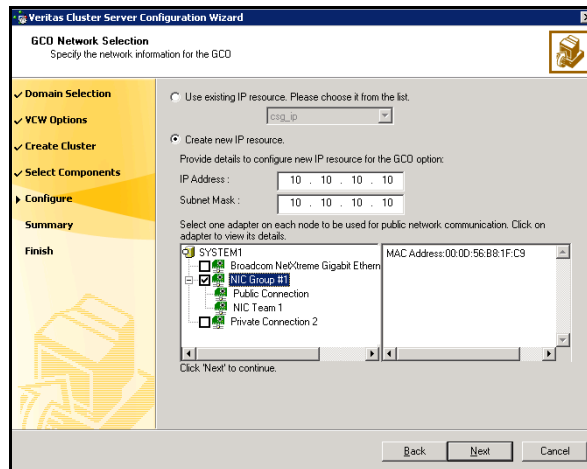 Veritas Cluster Server Configuration Wizard
GCO Network Selection
Specify the network information for the GCO
Domain Selection
VCW Options
Create Cluster
Select Components
Configure
Summary
Finish
Use existing IP resource. Please choose it from the list.
csg_ip
Create new IP resource.
Provide details to configure new IP resource for the GCO option:
IP Address : 10 . 10 . 10 . 10
Subnet Mask : 10 . 10 . 10 . 10
Select one adapter on each node to be used for public network communication. Click on
adapter to view its details.
SYSTEM1
Broadcom NetXtreme Gigabit Ethern
NIC Group #1
Public Connection
NIC Team 1
Private Connection 2
MAC Address:00:0D:56:B8:1F:C9
Click 'Next' to continue.
Back Next Cancel